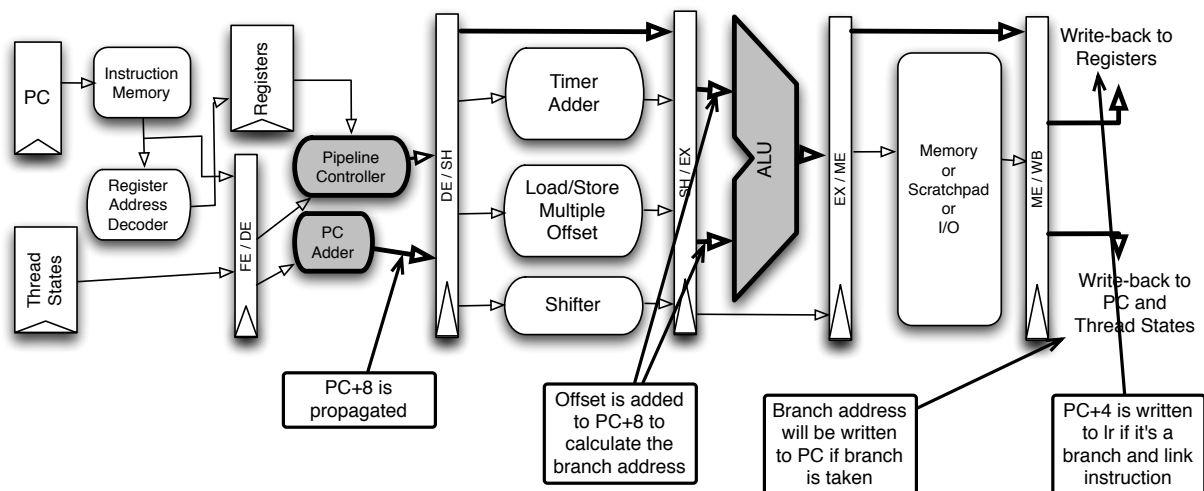 PC
Instruction
Memory
Register
Address
Decoder
Thread
States
Registers
FE / DE
Pipeline
Controller
PC
Adder
DE / SH
Timer
Adder
Load/Store
Multiple
Offset
Shifter
SH / EX
ALU
EX / ME
Memory
or
Scratchpad
or
I/O
ME / WB
Write-back to
Registers
Write-back to
PC and
Thread States
PC+8 is
propagated
Offset is added
to PC+8 to
calculate the
branch address
Branch address
will be written
to PC if branch
is taken
PC+4 is written
to lr if it's a
branch and link
instruction